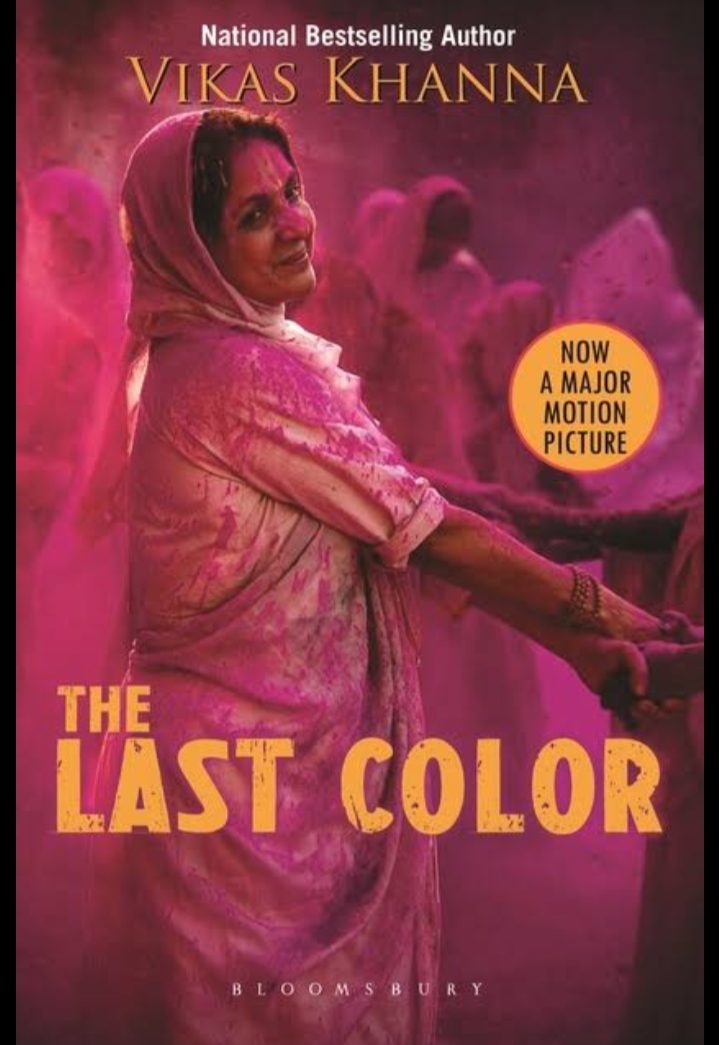 National Bestselling Author
VIKAS KHANNA
NOW
A MAJOR
MOTION
PICTURE
THE
LAST COLOR
BLOOMSBURY